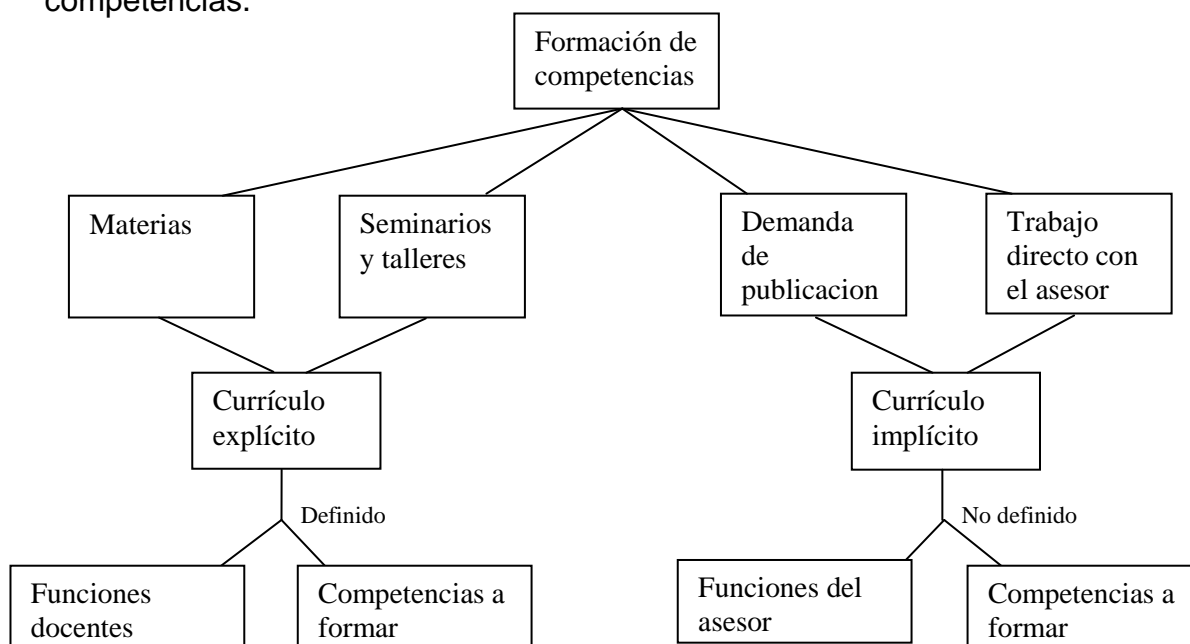 competencias.
Formación de
competencias
Materias
Seminarios
y talleres
Demanda
de
publicacion
Trabajo
directo con
el asesor
Currículo
explícito
Currículo
implícito
Definido
No definido
Funciones
docentes
Competencias a
formar
Funciones del
asesor
Competencias a
formar